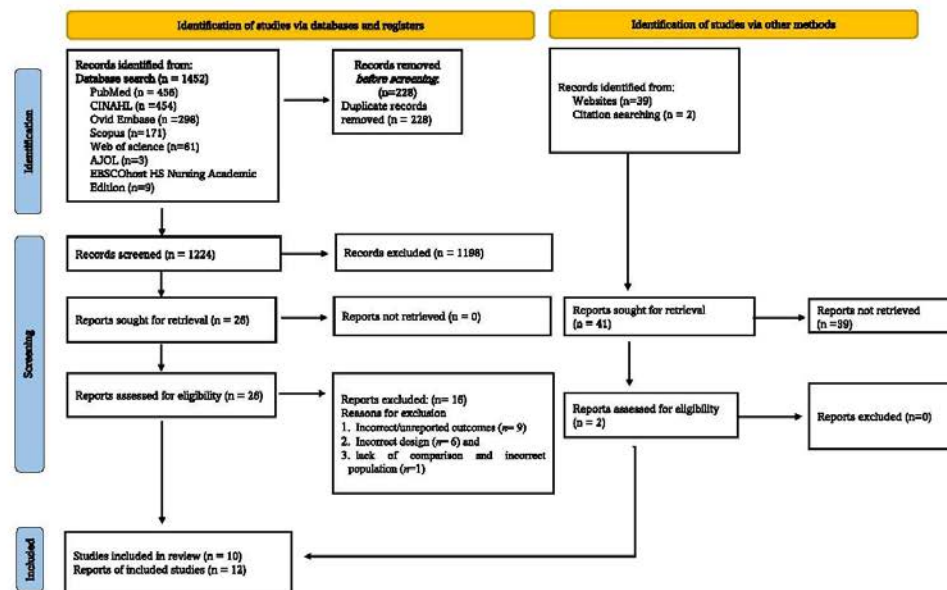 Identification of studies via databases and registers
Identification of studies via other methods
Identification
Records identified from:
Database search (n = 1452)
PubMed (n = 456)
CINAHL (n =454)
Ovid Embase (n =298)
Scopus (n=171)
Web of science (n=61)
AJOL (n=3)
EBSCOhost HS Nursing Academic
Edition (n=9)
Records removed
before screening:
(n=228)
Duplicate records
removed (n = 228)
Records identified from:
Websites (n=39)
Citation searching (n = 2)
Screening
Records screened (n = 1224)
Records excluded (n = 1198)
Reports sought for retrieval (n = 26)
Reports not retrieved (n = 0)
Reports sought for retrieval
(n = 41)
Reports not retrieved
(n =39)
Reports assessed for eligibility (n = 26)
Reports excluded: (n= 16)
Reasons for exclusion
1. Incorrect/unreported outcomes (n= 9)
2. Incorrect design (n= 6) and
3. lack of comparison and incorrect
population (n=1)
Reports assessed for eligibility
(n = 2)
Reports excluded (n=0)
Included
Studies included in review (n = 10)
Reports of included studies (n = 12)